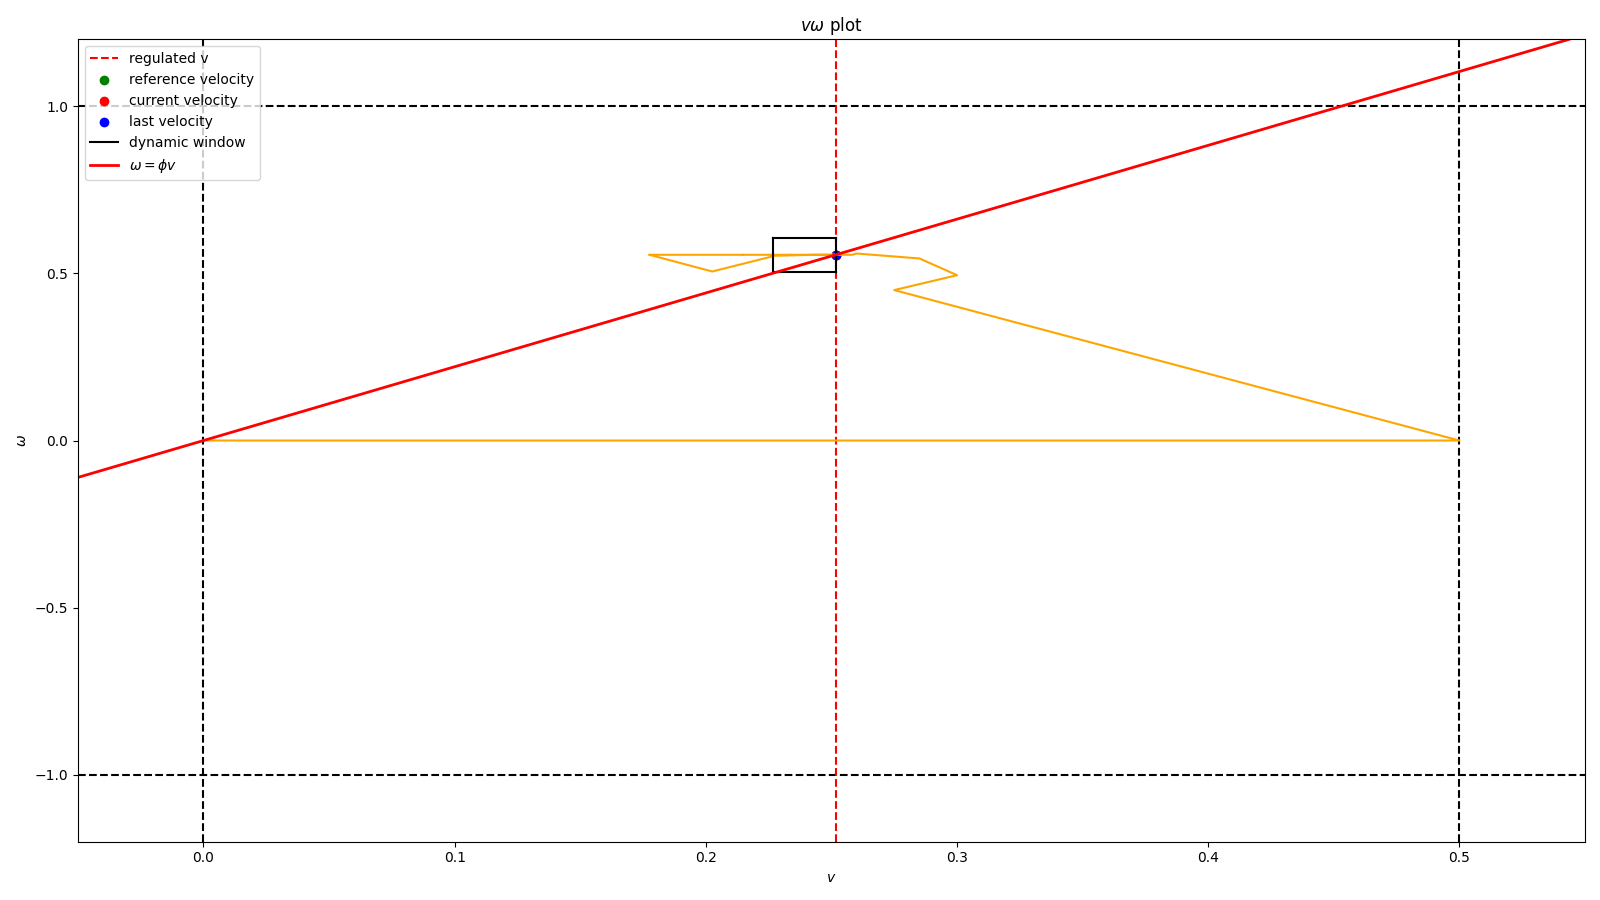 vω plot
regulated v
reference velocity
current velocity
last velocity
dynamic window
ω = ϕv
1.0
0.5
0.0
−0.5
−1.0
ω
0.0 0.1 0.2 0.3 0.4 0.5
v